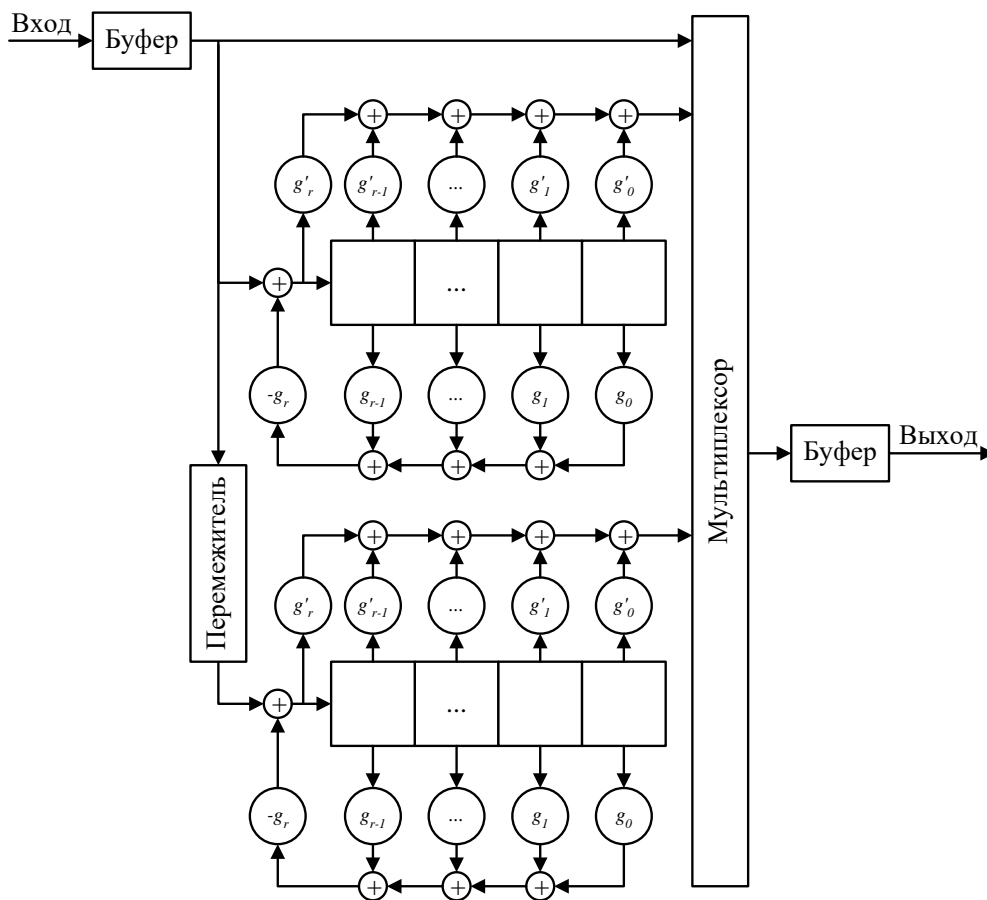 Вход
Буфер
+ + + +
g'r g'r-1 ... g'1 g'0
+
...
-gr gr-1 ... g1 g0
+ + +
Перемежитель
+ + + +
g'r g'r-1 ... g'1 g'0
+
...
-gr gr-1 ... g1 g0
+ + +
Мультиплексор
Буфер
Выход